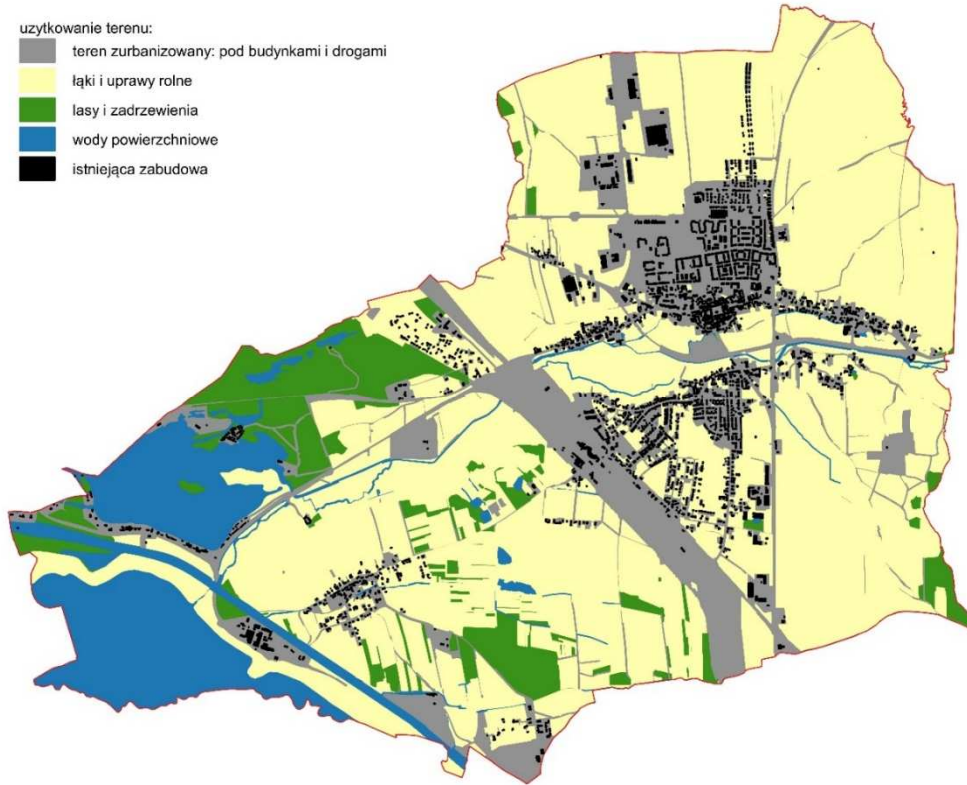 uzytkowanie terenu:
teren zurbanizowany: pod budynkami i drogami
łąki i uprawy rolne
lasy i zadrzewienia
wody powierzchniowe
istniejąca zabudowa